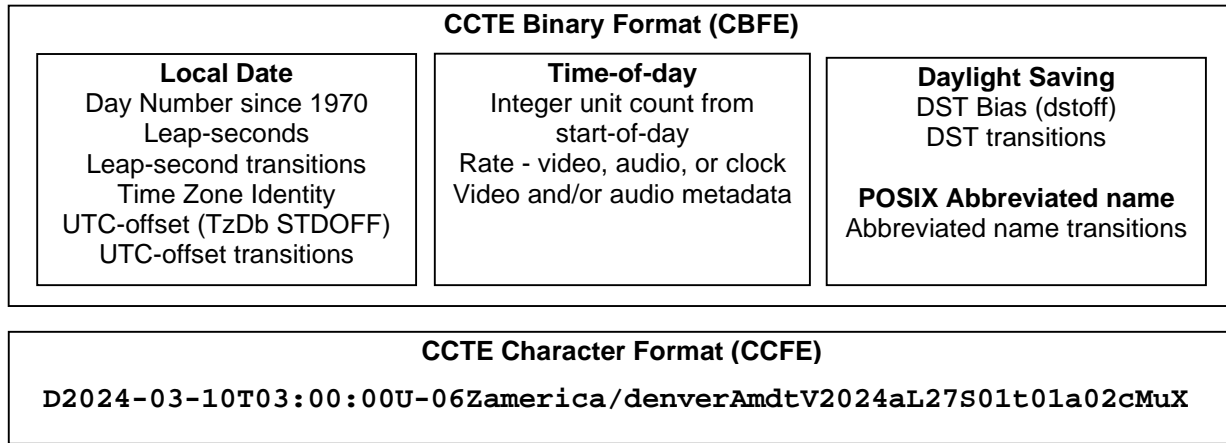 CCTE Binary Format (CBFE)
Local Date
Day Number since 1970
Leap-seconds
Leap-second transitions
Time Zone Identity
UTC-offset (TzDb STDOFF)
UTC-offset transitions
Time-of-day
Integer unit count from
start-of-day
Rate - video, audio, or clock
Video and/or audio metadata
Daylight Saving
DST Bias (dstoff)
DST transitions
POSIX Abbreviated name
Abbreviated name transitions
CCTE Character Format (CCFE)
D2024-03-10T03:00:00U-06Zamerica/denverAmdtV2024aL27S01t01a02cMuX